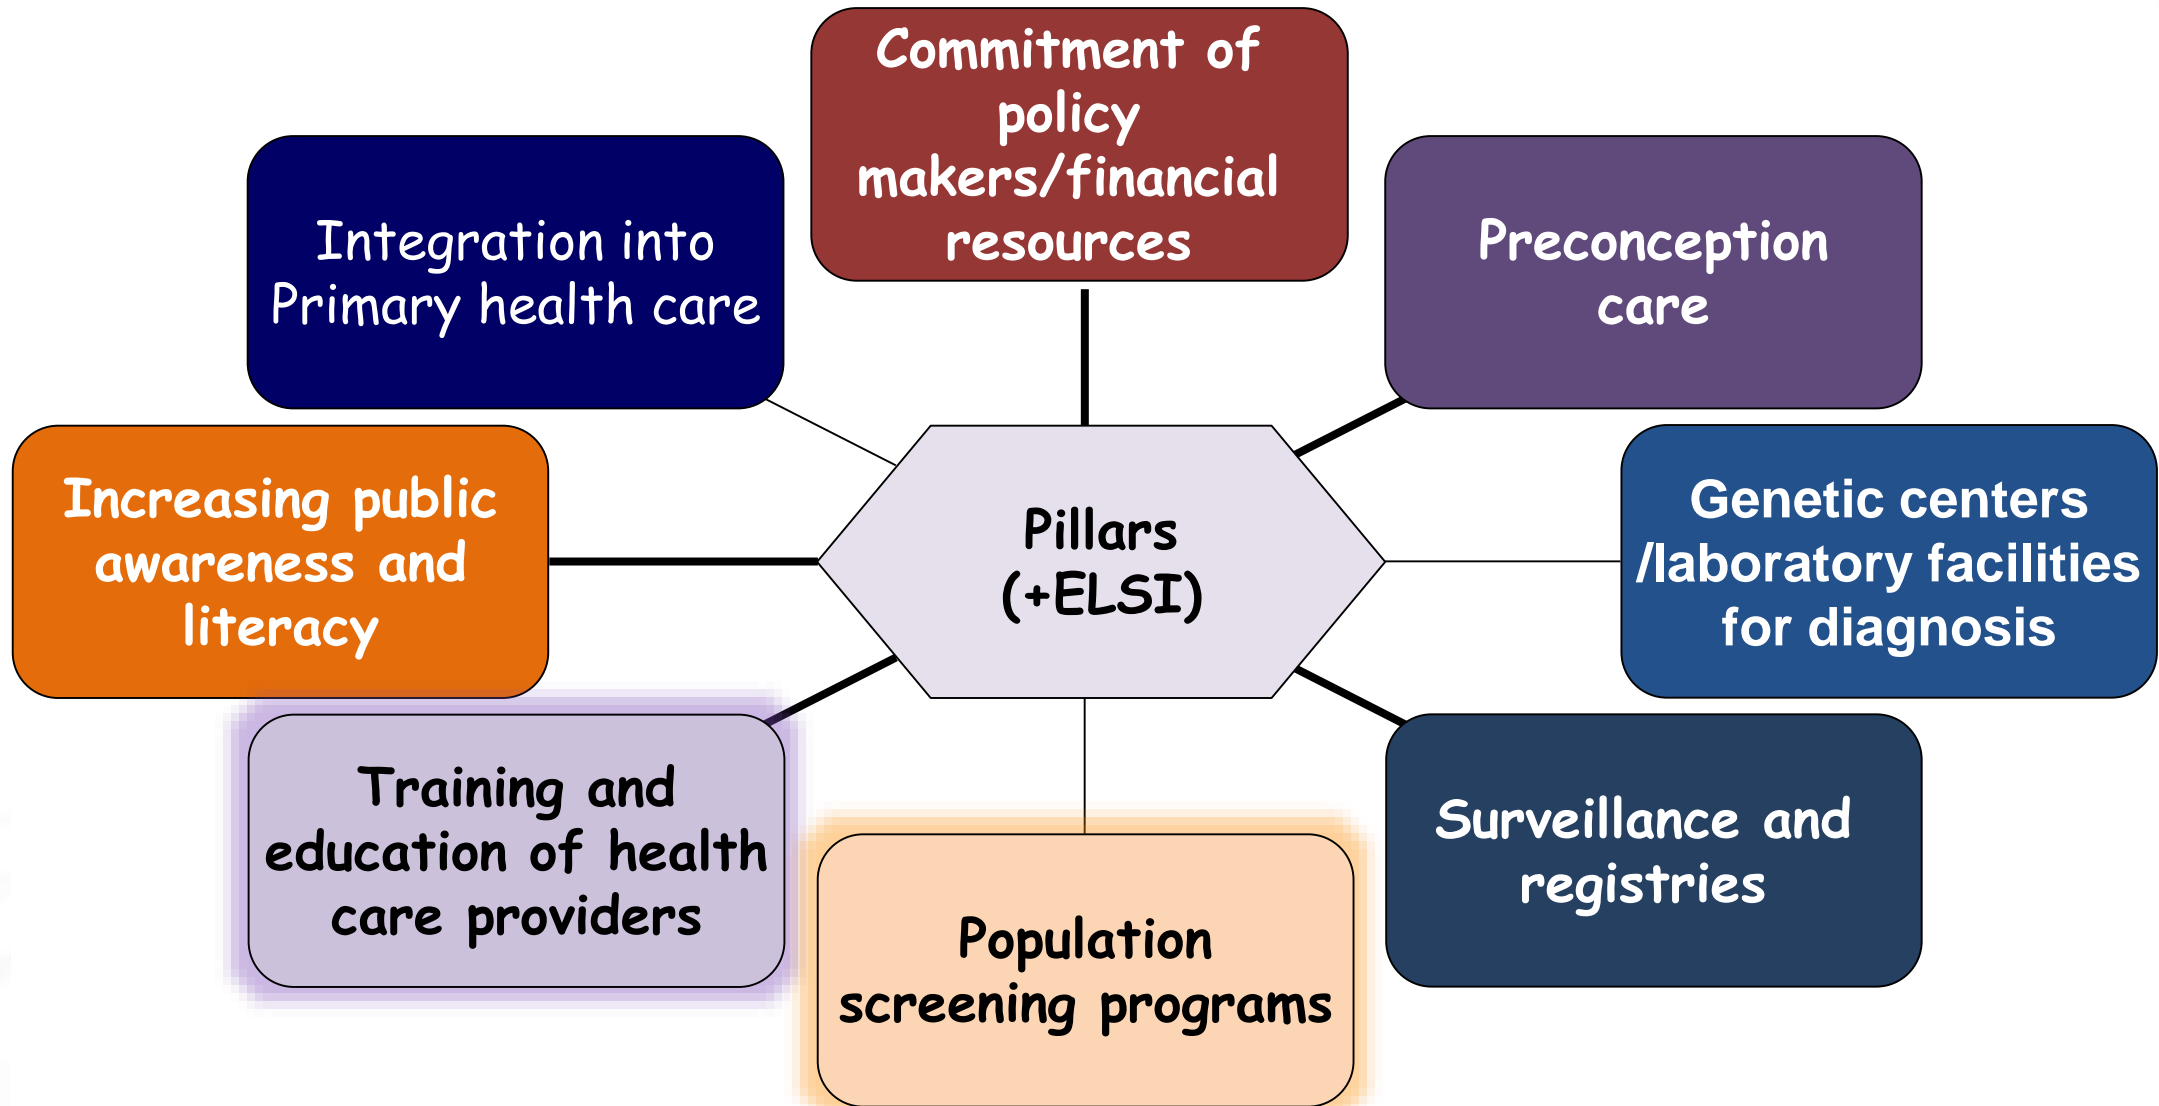 Commitment of
policy
makers/financial
resources
Integration into
Primary health care
Preconception
care
Increasing public
awareness and
literacy
Pillars
(+ELSI)
Genetic centers
/laboratory facilities
for diagnosis
Training and
education of health
care providers
Surveillance and
registries
Population
screening programs